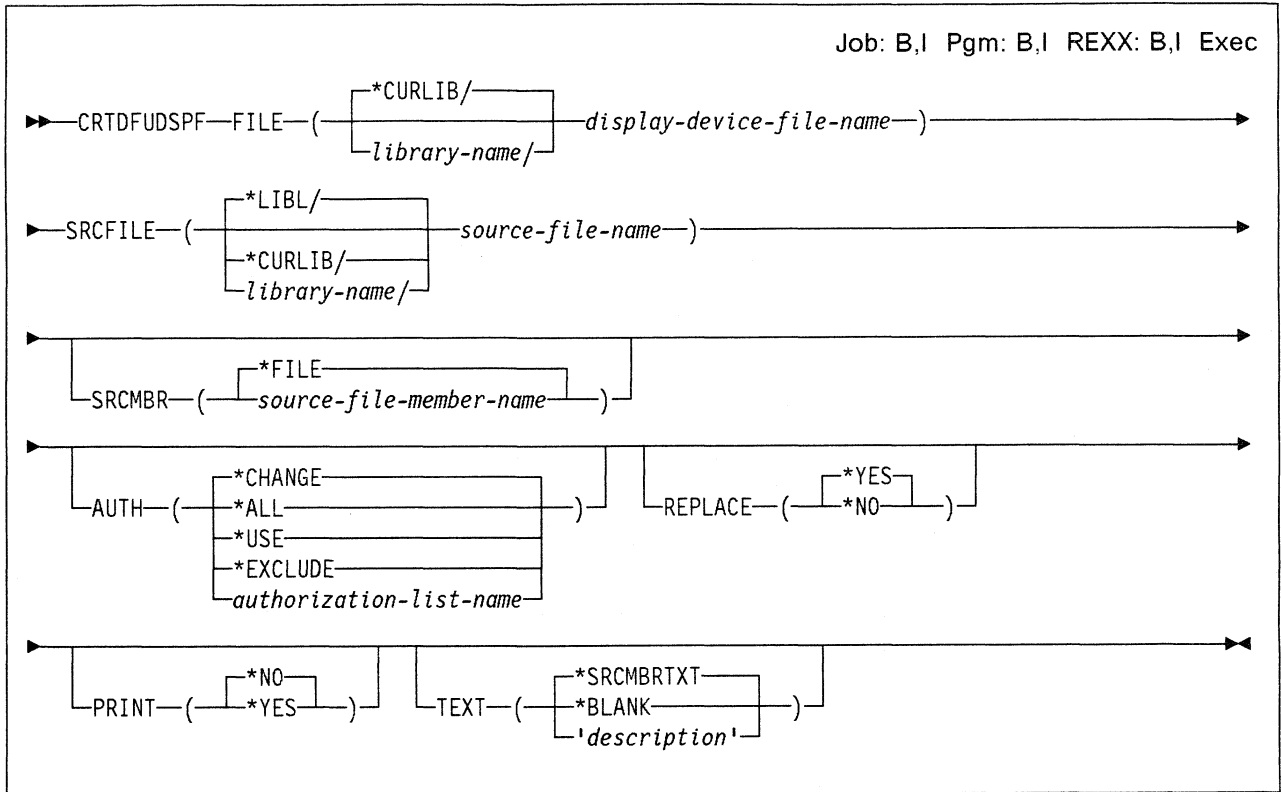 Job: B,I Pgm: B,I REXX: B,I Exec
*CURLIB/
CRTDFUDSPF FILE ( display-device-file-name )
library-name/
*LIBL/
SRCFILE ( source-file-name )
*CURLIB/
library-name/
*FILE
SRCMBR ( source-file-member-name )
*CHANGE *YES
AUTH ( *ALL ) REPLACE ( *NO )
*USE
*EXCLUDE
authorization-list-name
*NO *SRCMBRTXT
PRINT ( *YES ) TEXT ( *BLANK )
'description'